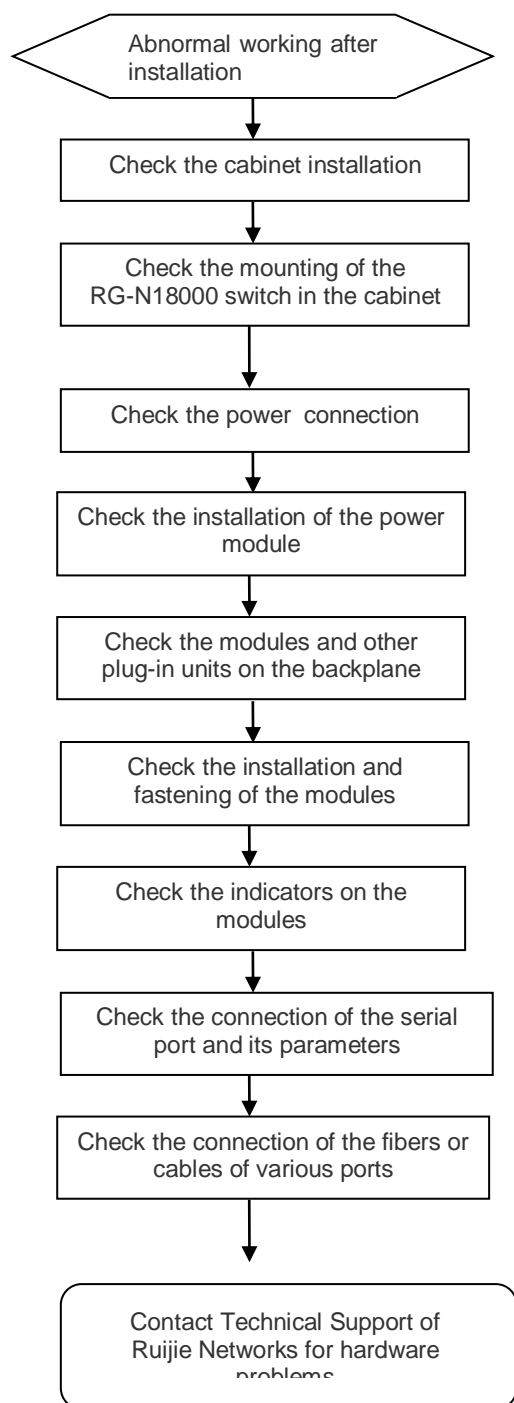 Abnormal working after
installation
Check the cabinet installation
Check the mounting of the
RG-N18000 switch in the cabinet
Check the power connection
Check the installation of the power
module
Check the modules and other
plug-in units on the backplane
Check the installation and
fastening of the modules
Check the indicators on the
modules
Check the connection of the serial
port and its parameters
Check the connection of the fibers or
cables of various ports
Contact Technical Support of
Ruijie Networks for hardware
problems